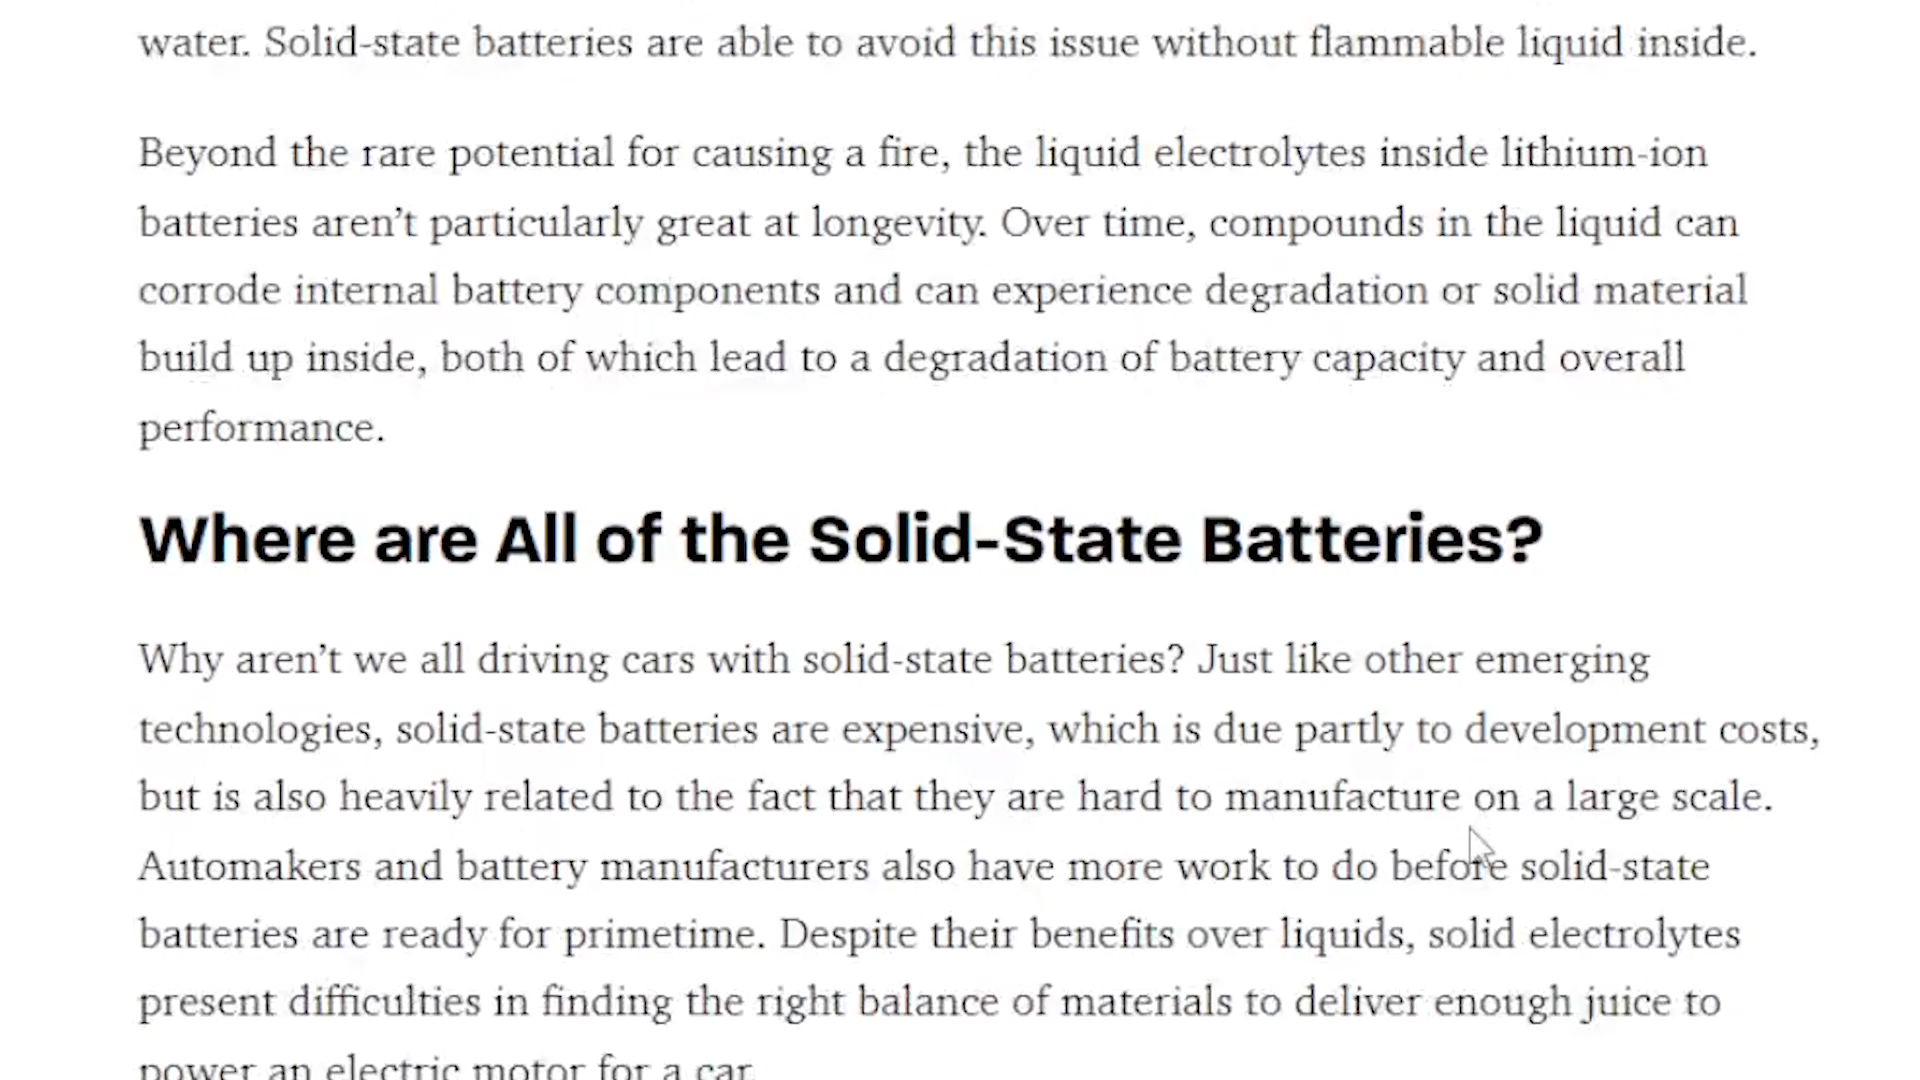 water. Solid-state batteries are able to avoid this issue without flammable liquid inside.
Beyond the rare potential for causing a fire, the liquid electrolytes inside lithium-ion
batteries aren’t particularly great at longevity. Over time, compounds in the liquid can
corrode internal battery components and can experience degradation or solid material
build up inside, both of which lead to a degradation of battery capacity and overall
performance.
Where are All of the Solid-State Batteries?
Why aren’t we all driving cars with solid-state batteries? Just like other emerging
technologies, solid-state batteries are expensive, which is due partly to development costs,
but is also heavily related to the fact that they are hard to manufacture on a large scale.
Automakers and battery manufacturers also have more work to do before solid-state
batteries are ready for primetime. Despite their benefits over liquids, solid electrolytes
present difficulties in finding the right balance of materials to deliver enough juice to
power an electric motor for a car.